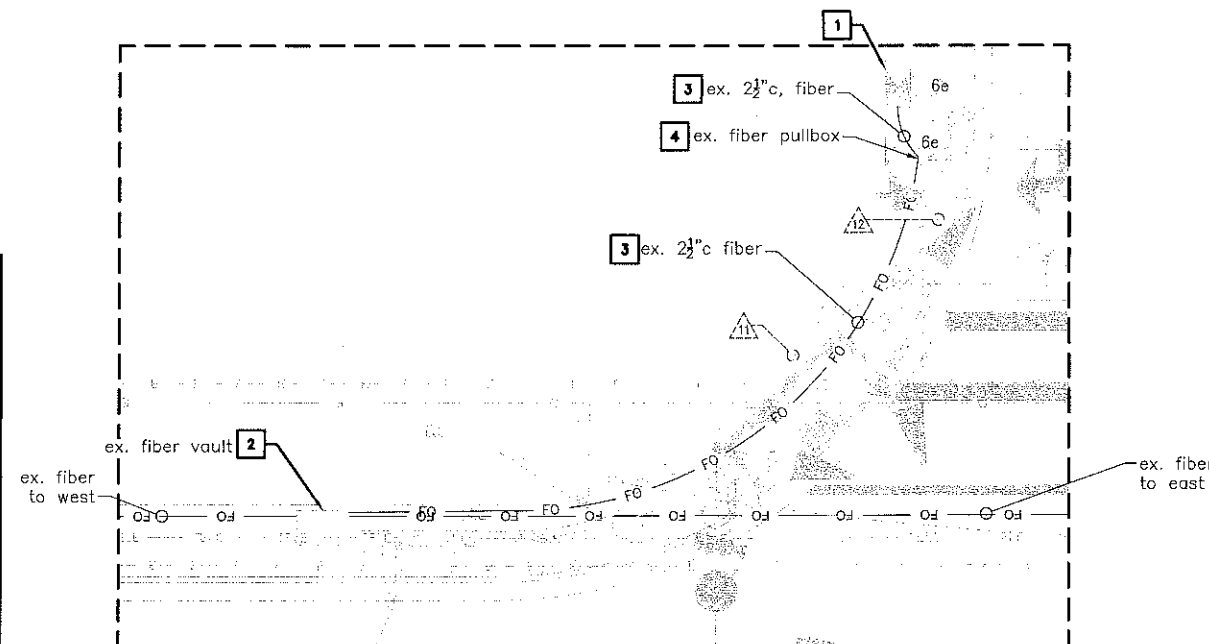 1
3 ex. 2½"c, fiber
6e
4 ex. fiber pullbox
6e
FO
12
3 ex. 2½"c fiber
FO
11
FO
FO
ex. fiber vault 2
FO
ex. fiber
to west
ex. fiber
to east
FO
FO FO FO FO FO FO FO FO FO FO FO FO